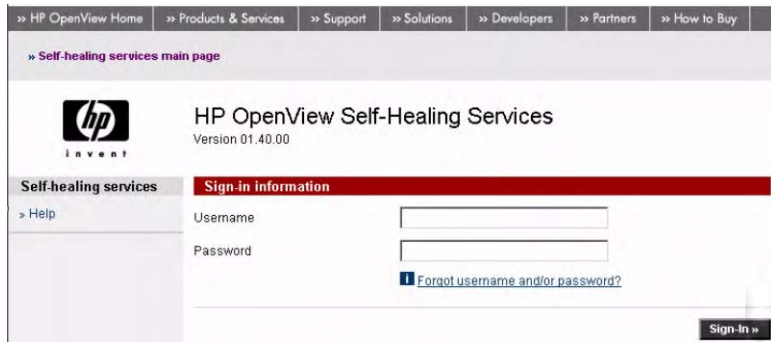 » HP OpenView Home » Products & Services » Support » Solutions » Developers » Partners » How to Buy
» Self-healing services main page
hp
invent
HP OpenView Self-Healing Services
Version 01.40.00
Self-healing services
» Help
Sign-in information
Username
Password
i Forgot username and/or password?
Sign-In »